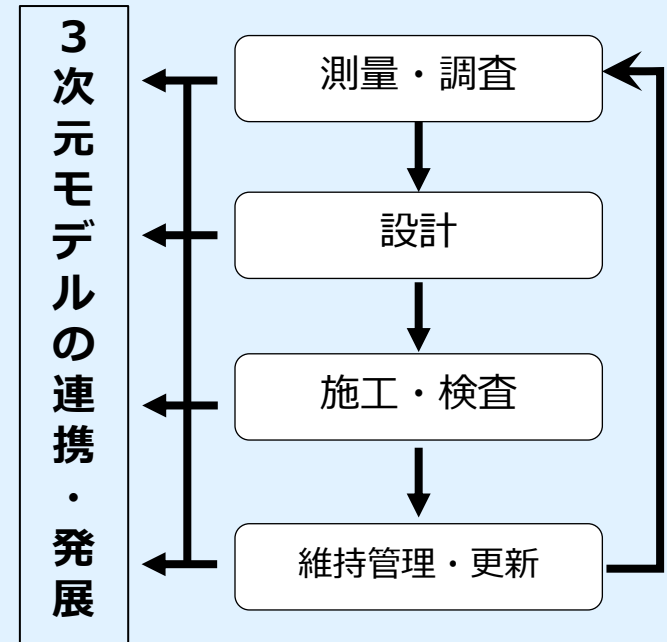 ３次元モデルの連携・発展
測量・調査
設計
施工・検査
維持管理・更新